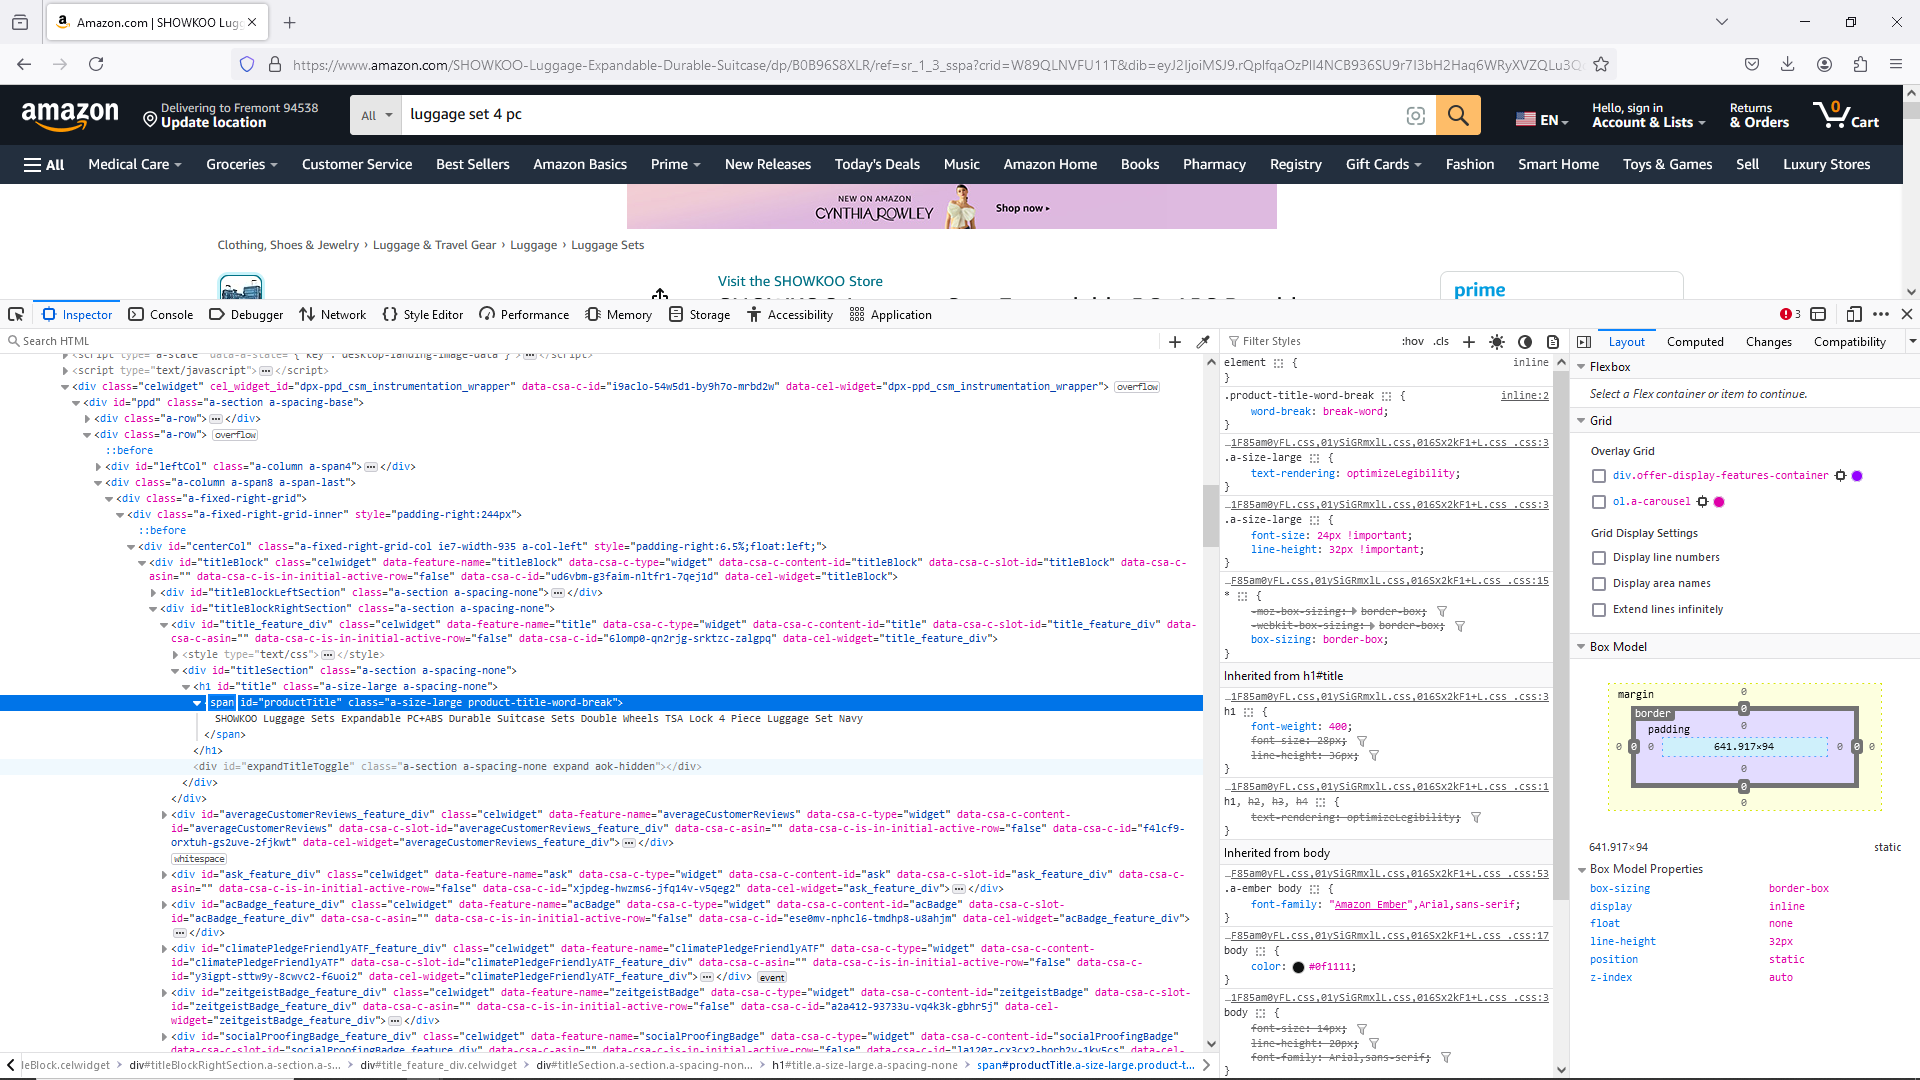 Amazon.com | SHOWKOO Lugg
https://www.amazon.com/SHOWKOO-Luggage-Expandable-Durable-Suitcase/dp/B0B96S8XLR/ref=sr_1_3_sspa?crid=W89QLNVFU11T&dib=
amazon
Delivering to Fremont 94538
Update location
All
luggage set 4 pc
EN
Hello, sign in
Account & Lists
Returns
& Orders
0
Cart
All Medical Care Groceries Customer Service Best Sellers Amazon Basics Prime New Releases Today's Deals Music Amazon Home Books Pharmacy Registry Gift Cards Fashion Smart Home Toys & Games Sell Luxury Stores
NEW ON AMAZON
CYNTHIA ROWLEY
Shop now ▸
Clothing, Shoes & Jewelry › Luggage & Travel Gear › Luggage › Luggage Sets
Visit the SHOWKOO Store
prime
Inspector Console Debugger Network Style Editor Performance Memory Storage Accessibility Application 3
Search HTML
<script type="text/javascript"></script>
<div class="celwidget" cel_widget_id="dpx-ppd_csm_instrumentation_wrapper" data-csa-c-id="i9aclo-54w5d1-by9h7o-mrbd2w" data-cel-widget="dpx-ppd_csm_instrumentation_wrapper"> overflow
<div id="ppd" class="a-section a-spacing-base">
<div class="a-row"></div>
<div class="a-row"> overflow
::before
<div id="leftCol" class="a-column a-span4"></div>
<div class="a-column a-span8 a-span-last">
<div class="a-fixed-right-grid">
<div class="a-fixed-right-grid-inner" style="padding-right:244px">
::before
<div id="centerCol" class="a-fixed-right-grid-col ie7-width-935 a-col-left" style="padding-right:6.5%;float:left;">
<div id="titleBlock" class="celwidget" data-feature-name="titleBlock" data-csa-c-type="widget" data-csa-c-content-id="titleBlock" data-csa-c-slot-id="titleBlock" data-csa-c-
asin="" data-csa-c-is-in-initial-active-row="false" data-csa-c-id="ud6vbm-g3faim-nltfr1-7qej1d" data-cel-widget="titleBlock">
<div id="titleBlockLeftSection" class="a-section a-spacing-none"></div>
<div id="titleBlockRightSection" class="a-section a-spacing-none">
<div id="title_feature_div" class="celwidget" data-feature-name="title" data-csa-c-type="widget" data-csa-c-content-id="title" data-csa-c-slot-id="title_feature_div" data-
csa-c-asin="" data-csa-c-is-in-initial-active-row="false" data-csa-c-id="6lomp0-qn2rjg-srktzc-zalgpq" data-cel-widget="title_feature_div">
<style type="text/css"></style>
<div id="titleSection" class="a-section a-spacing-none">
<h1 id="title" class="a-size-large a-spacing-none">
span id="productTitle" class="a-size-large product-title-word-break">
SHOWKOO Luggage Sets Expandable PC+ABS Durable Suitcase Sets Double Wheels TSA Lock 4 Piece Luggage Set Navy
</span>
</h1>
<div id="expandTitleToggle" class="a-section a-spacing-none expand aok-hidden"></div>
</div>
</div>
<div id="averageCustomerReviews_feature_div" class="celwidget" data-feature-name="averageCustomerReviews" data-csa-c-type="widget" data-csa-c-content-
id="averageCustomerReviews" data-csa-c-slot-id="averageCustomerReviews_feature_div" data-csa-c-asin="" data-csa-c-is-in-initial-active-row="false" data-csa-c-id="f4lcf9-
orxtuh-gs2uve-2fjkwt" data-cel-widget="averageCustomerReviews_feature_div"></div>
whitespace
<div id="ask_feature_div" class="celwidget" data-feature-name="ask" data-csa-c-type="widget" data-csa-c-content-id="ask" data-csa-c-slot-id="ask_feature_div" data-csa-c-
asin="" data-csa-c-is-in-initial-active-row="false" data-csa-c-id="xjpdeg-hwzms6-jfq14v-v5qeg2" data-cel-widget="ask_feature_div"></div>
<div id="acBadge_feature_div" class="celwidget" data-feature-name="acBadge" data-csa-c-type="widget" data-csa-c-content-id="acBadge" data-csa-c-slot-
id="acBadge_feature_div" data-csa-c-asin="" data-csa-c-is-in-initial-active-row="false" data-csa-c-id="ese0mv-nphcl6-tmdhp8-u8ahjm" data-cel-widget="acBadge_feature_div">
</div>
<div id="climatePledgeFriendlyATF_feature_div" class="celwidget" data-feature-name="climatePledgeFriendlyATF" data-csa-c-type="widget" data-csa-c-content-
id="climatePledgeFriendlyATF" data-csa-c-slot-id="climatePledgeFriendlyATF_feature_div" data-csa-c-asin="" data-csa-c-is-in-initial-active-row="false" data-csa-c-
id="y3igpt-sttw9y-8cwvc2-f6uoi2" data-cel-widget="climatePledgeFriendlyATF_feature_div"></div> event
<div id="zeitgeistBadge_feature_div" class="celwidget" data-feature-name="zeitgeistBadge" data-csa-c-type="widget" data-csa-c-content-id="zeitgeistBadge" data-csa-c-slot-
id="zeitgeistBadge_feature_div" data-csa-c-asin="" data-csa-c-is-in-initial-active-row="false" data-csa-c-id="a2a412-93733u-vq4k3k-gbhr5j" data-cel-
widget="zeitgeistBadge_feature_div"></div>
<div id="socialProofingBadge_feature_div" class="celwidget" data-feature-name="socialProofingBadge" data-csa-c-type="widget" data-csa-c-content-id="socialProofingBadge"
leBlock.celwidget div#titleBlockRightSection.a-section.a-s... div#title_feature_div.celwidget div#titleSection.a-section.a-spacing-non... h1#title.a-size-large.a-spacing-none span#productTitle.a-size-large.product-t...
Filter Styles :hov .cls
element { inline
}
.product-title-word-break { inline:2
word-break: break-word;
}
…1F85am0yFL.css,01ySiGRmxlL.css,016Sx2kF1+L.css .css:3
.a-size-large {
text-rendering: optimizeLegibility;
}
…1F85am0yFL.css,01ySiGRmxlL.css,016Sx2kF1+L.css .css:3
.a-size-large {
font-size: 24px !important;
line-height: 32px !important;
}
…F85am0yFL.css,01ySiGRmxlL.css,016Sx2kF1+L.css .css:15
* {
-moz-box-sizing: border-box;
-webkit-box-sizing: border-box;
box-sizing: border-box;
}
Inherited from h1#title
…1F85am0yFL.css,01ySiGRmxlL.css,016Sx2kF1+L.css .css:3
h1 {
font-weight: 400;
font-size: 28px;
line-height: 36px;
}
…1F85am0yFL.css,01ySiGRmxlL.css,016Sx2kF1+L.css .css:1
h1, h2, h3, h4 {
text-rendering: optimizeLegibility;
}
Inherited from body
…F85am0yFL.css,01ySiGRmxlL.css,016Sx2kF1+L.css .css:53
.a-ember body {
font-family: "Amazon Ember",Arial,sans-serif;
}
…F85am0yFL.css,01ySiGRmxlL.css,016Sx2kF1+L.css .css:17
body {
color: #0f1111;
}
…1F85am0yFL.css,01ySiGRmxlL.css,016Sx2kF1+L.css .css:3
body {
font-size: 14px;
line-height: 20px;
font-family: Arial,sans-serif;
}
Layout Computed Changes Compatibility
Flexbox
Select a Flex container or item to continue.
Grid
Overlay Grid
div.offer-display-features-container
ol.a-carousel
Grid Display Settings
Display line numbers
Display area names
Extend lines infinitely
Box Model
margin 0
border 0
padding 0
0 0 0 641.917×94 0 0 0
0
0
0
641.917×94 static
Box Model Properties
box-sizing border-box
display inline
float none
line-height 32px
position static
z-index auto